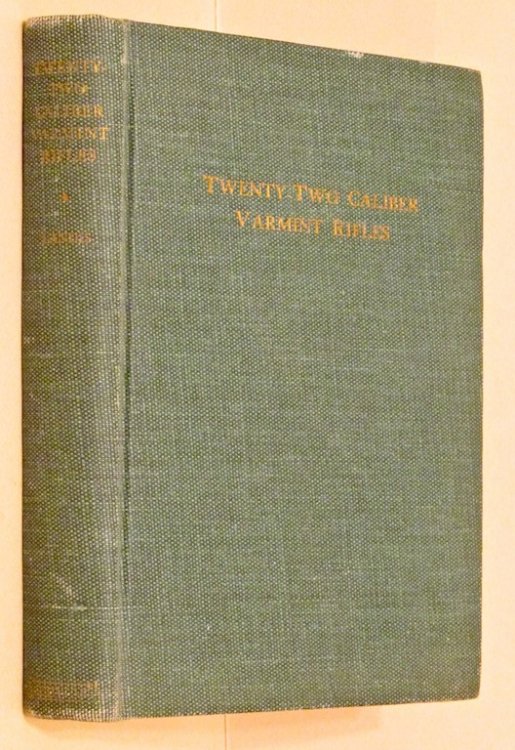 TWENTY-
TWO
CALIBER
VARMINT
RIFLES
LANDIS
TWENTY-TWO CALIBER
VARMINT RIFLES